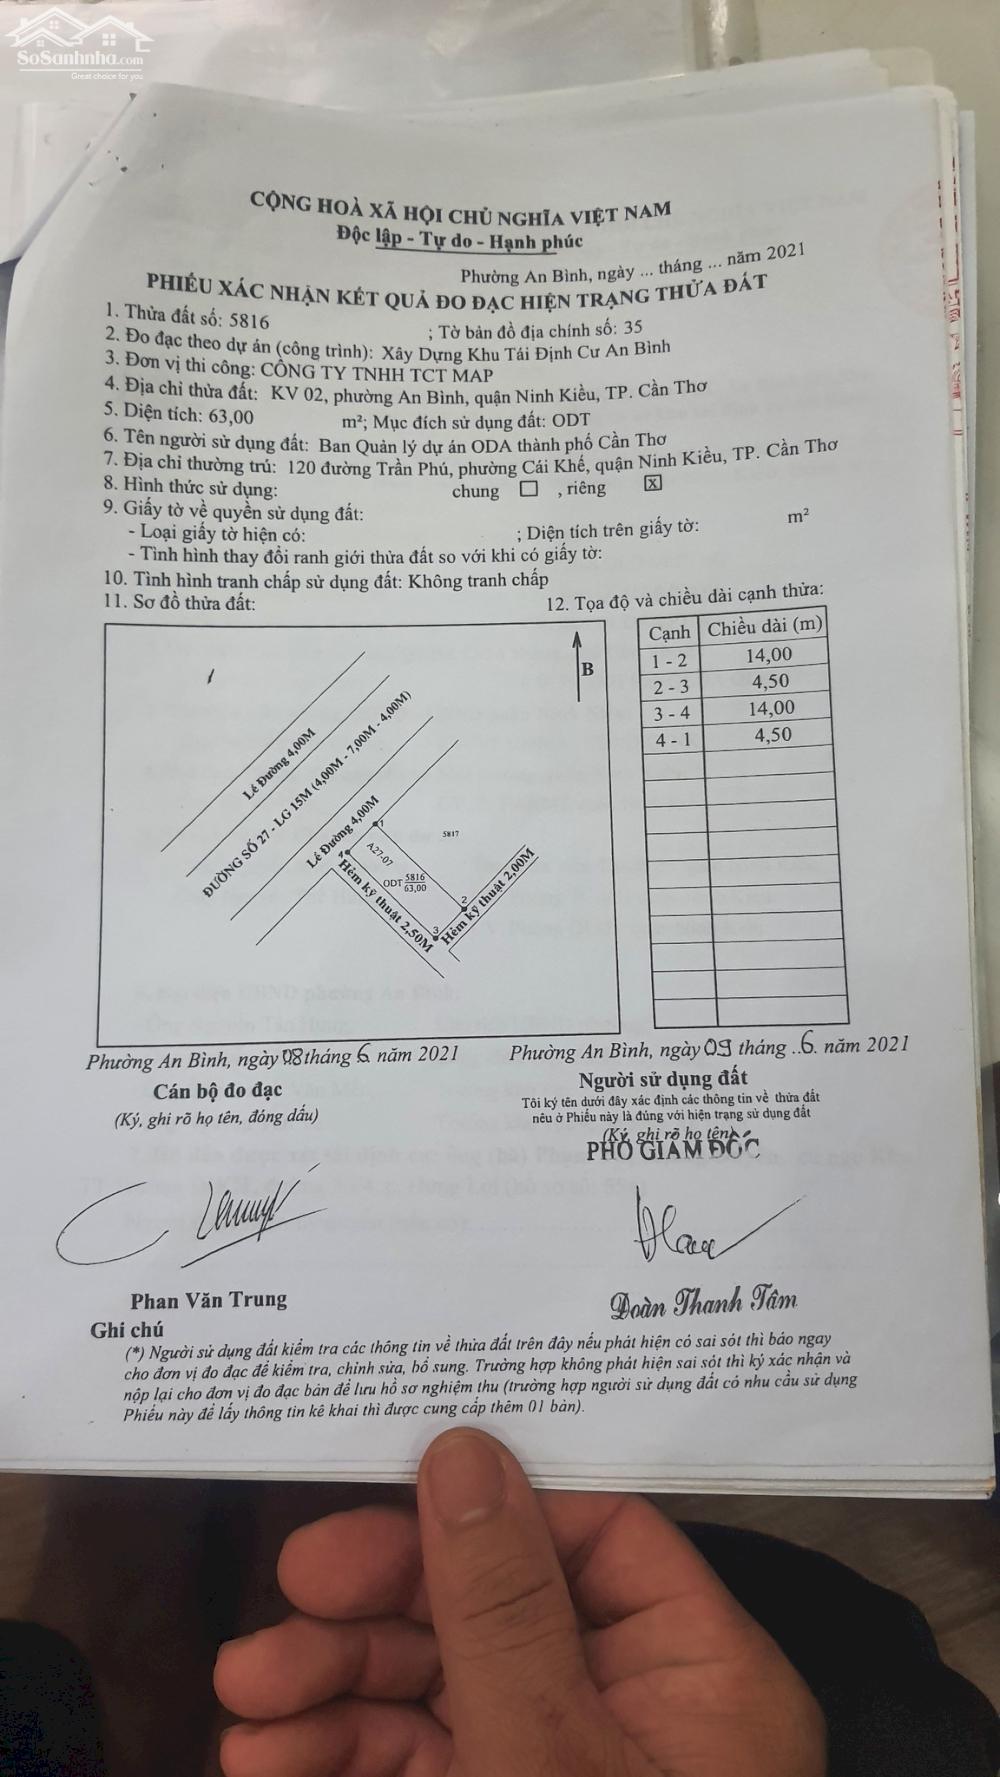 SoSanhnha.com
Great choice for you
CỘNG HOÀ XÃ HỘI CHỦ NGHĨA VIỆT NAM
Độc lập - Tự do - Hạnh phúc
Phường An Bình, ngày ... tháng ... năm 2021
PHIẾU XÁC NHẬN KẾT QUẢ ĐO ĐẠC HIỆN TRẠNG THỬA ĐẤT
1. Thửa đất số: 5816 ; Tờ bản đồ địa chính số: 35
2. Đo đạc theo dự án (công trình): Xây Dựng Khu Tái Định Cư An Bình
3. Đơn vị thi công: CÔNG TY TNHH TCT MAP
4. Địa chỉ thửa đất: KV 02, phường An Bình, quận Ninh Kiều, TP. Cần Thơ
5. Diện tích: 63,00 m²; Mục đích sử dụng đất: ODT
6. Tên người sử dụng đất: Ban Quản lý dự án ODA thành phố Cần Thơ
7. Địa chỉ thường trú: 120 đường Trần Phú, phường Cái Khế, quận Ninh Kiều, TP. Cần Thơ
8. Hình thức sử dụng: chung ☐ , riêng ☒
9. Giấy tờ về quyền sử dụng đất:
- Loại giấy tờ hiện có: ; Diện tích trên giấy tờ: m²
- Tình hình thay đổi ranh giới thửa đất so với khi có giấy tờ:
10. Tình hình tranh chấp sử dụng đất: Không tranh chấp
11. Sơ đồ thửa đất: 12. Tọa độ và chiều dài cạnh thửa:
B
Lề Đường 4,00M
ĐƯỜNG SỐ 27 - LG 15M (4,00M - 7,00M - 4,00M)
Lề Đường 4,00M
1
5817
4
A27-07
ODT 5816
63,00
2
3
Hẻm kỹ thuật 2,50M
Hẻm kỹ thuật 2,00M
Cạnh Chiều dài (m)
1 - 2 14,00
2 - 3 4,50
3 - 4 14,00
4 - 1 4,50
Phường An Bình, ngày 08 tháng 6 năm 2021
Cán bộ đo đạc
(Ký, ghi rõ họ tên, đóng dấu)
Phan Văn Trung
Phường An Bình, ngày 09 tháng ..6. năm 2021
Người sử dụng đất
Tôi ký tên dưới đây xác định các thông tin về thửa đất
nêu ở Phiếu này là đúng với hiện trạng sử dụng đất
(Ký, ghi rõ họ tên)
PHÓ GIÁM ĐỐC
Đoàn Thanh Tâm
Ghi chú
(*) Người sử dụng đất kiểm tra các thông tin về thửa đất trên đây nếu phát hiện có sai sót thì báo ngay
cho đơn vị đo đạc để kiểm tra, chỉnh sửa, bổ sung. Trường hợp không phát hiện sai sót thì ký xác nhận và
nộp lại cho đơn vị đo đạc bản để lưu hồ sơ nghiệm thu (trường hợp người sử dụng đất có nhu cầu sử dụng
Phiếu này để lấy thông tin kê khai thì được cung cấp thêm 01 bản).